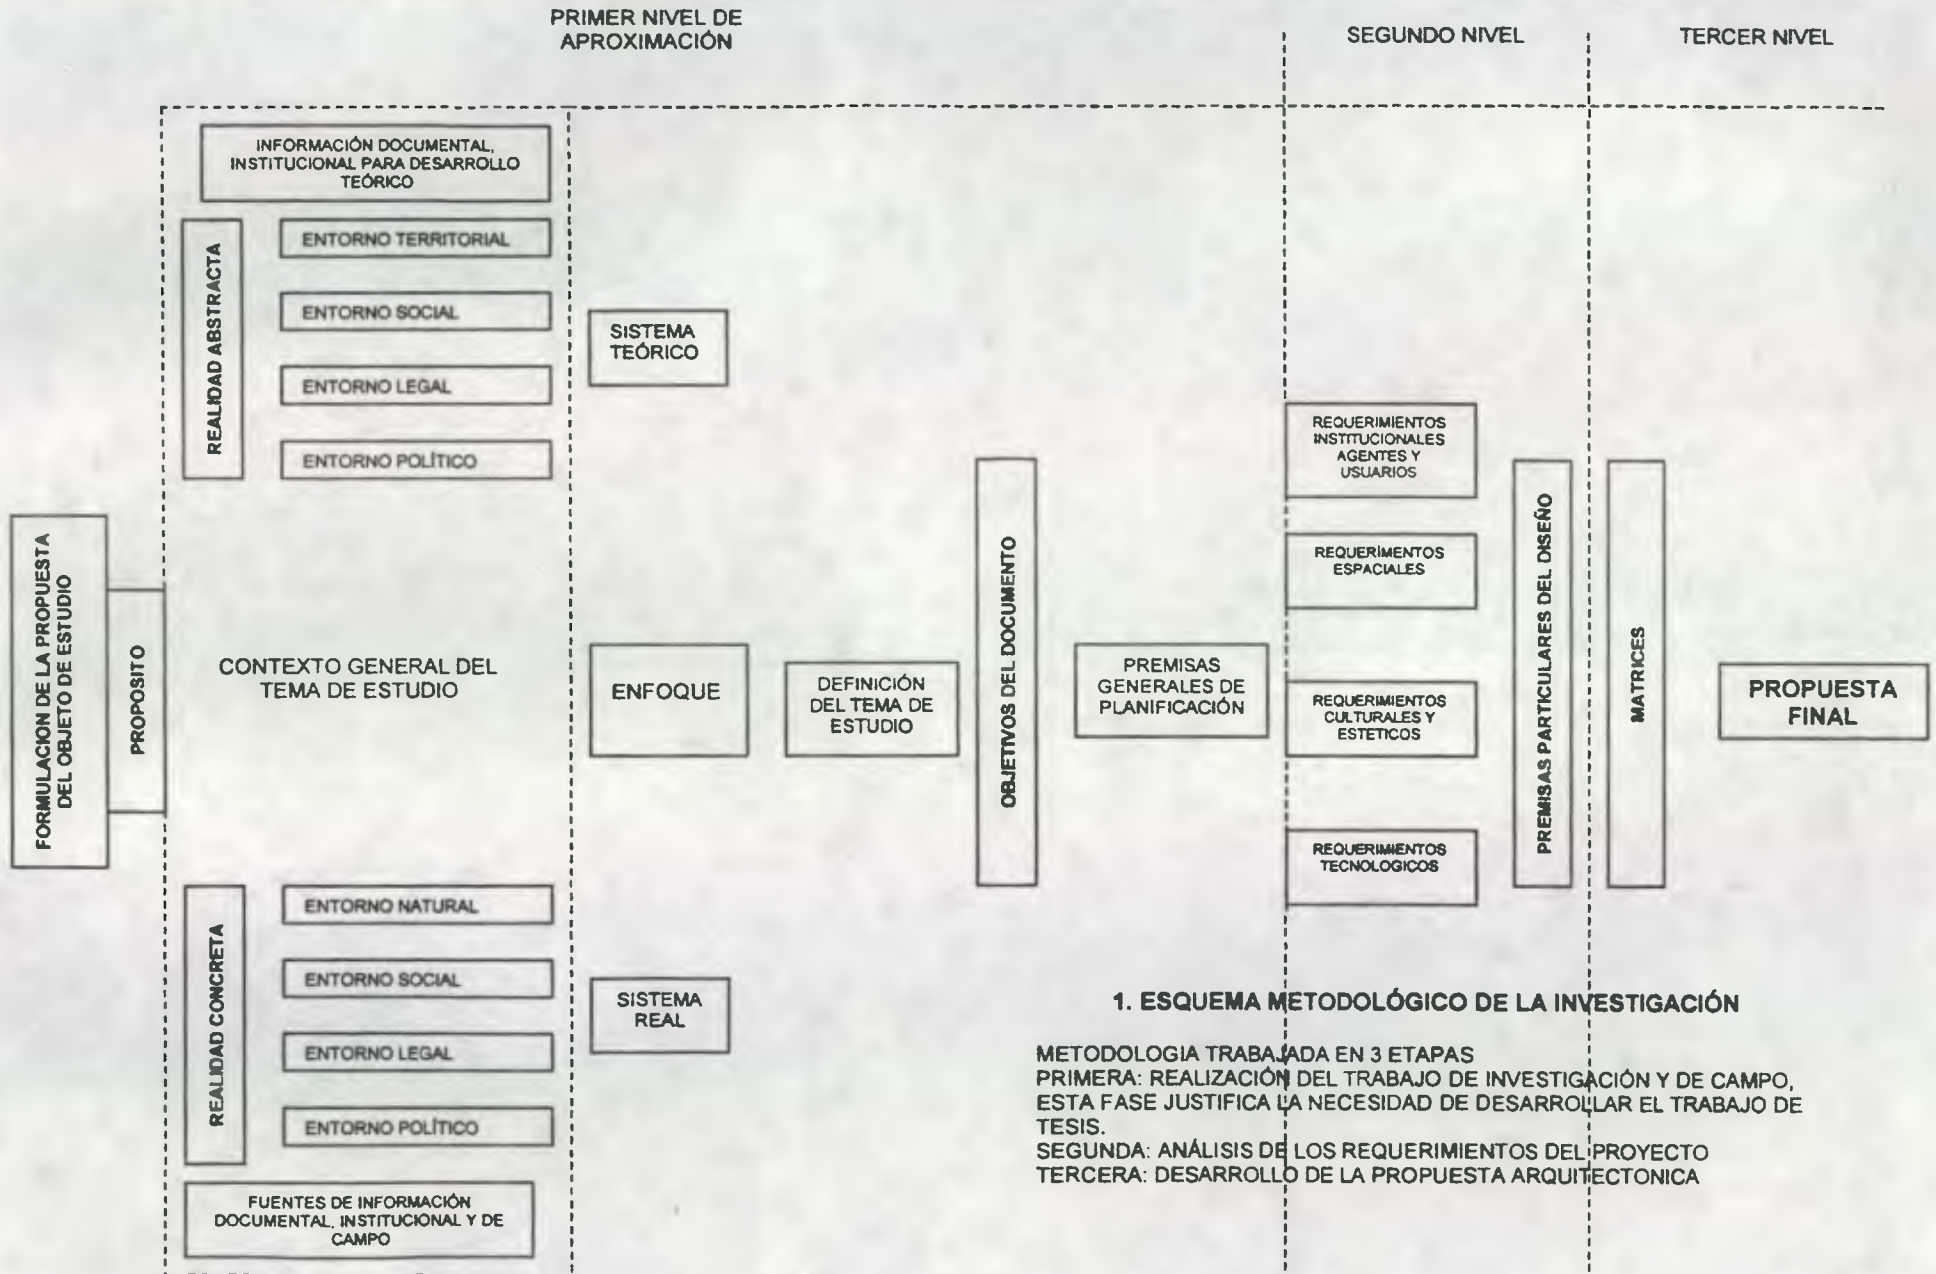 PRIMER NIVEL DE
APROXIMACIÓN
SEGUNDO NIVEL
TERCER NIVEL
FORMULACION DE LA PROPUESTA
DEL OBJETO DE ESTUDIO
PROPOSITO
INFORMACIÓN DOCUMENTAL,
INSTITUCIONAL PARA DESARROLLO
TEÓRICO
REALIDAD ABSTRACTA
ENTORNO TERRITORIAL
ENTORNO SOCIAL
ENTORNO LEGAL
ENTORNO POLÍTICO
CONTEXTO GENERAL DEL
TEMA DE ESTUDIO
REALIDAD CONCRETA
ENTORNO NATURAL
ENTORNO SOCIAL
ENTORNO LEGAL
ENTORNO POLÍTICO
FUENTES DE INFORMACIÓN
DOCUMENTAL, INSTITUCIONAL Y DE
CAMPO
SISTEMA
TEÓRICO
ENFOQUE
SISTEMA
REAL
DEFINICIÓN
DEL TEMA DE
ESTUDIO
OBJETIVOS DEL DOCUMENTO
PREMISAS
GENERALES DE
PLANIFICACIÓN
REQUERIMIENTOS
INSTITUCIONALES
AGENTES Y
USUARIOS
REQUERIMENTOS
ESPACIALES
REQUERIMIENTOS
CULTURALES Y
ESTETICOS
REQUERIMIENTOS
TECNOLOGICOS
PREMISAS PARTICULARES DEL DISEÑO
MATRICES
PROPUESTA
FINAL
1. ESQUEMA METODOLÓGICO DE LA INVESTIGACIÓN
METODOLOGIA TRABAJADA EN 3 ETAPAS
PRIMERA: REALIZACIÓN DEL TRABAJO DE INVESTIGACIÓN Y DE CAMPO,
ESTA FASE JUSTIFICA LA NECESIDAD DE DESARROLLAR EL TRABAJO DE
TESIS.
SEGUNDA: ANÁLISIS DE LOS REQUERIMIENTOS DEL PROYECTO
TERCERA: DESARROLLO DE LA PROPUESTA ARQUITECTONICA